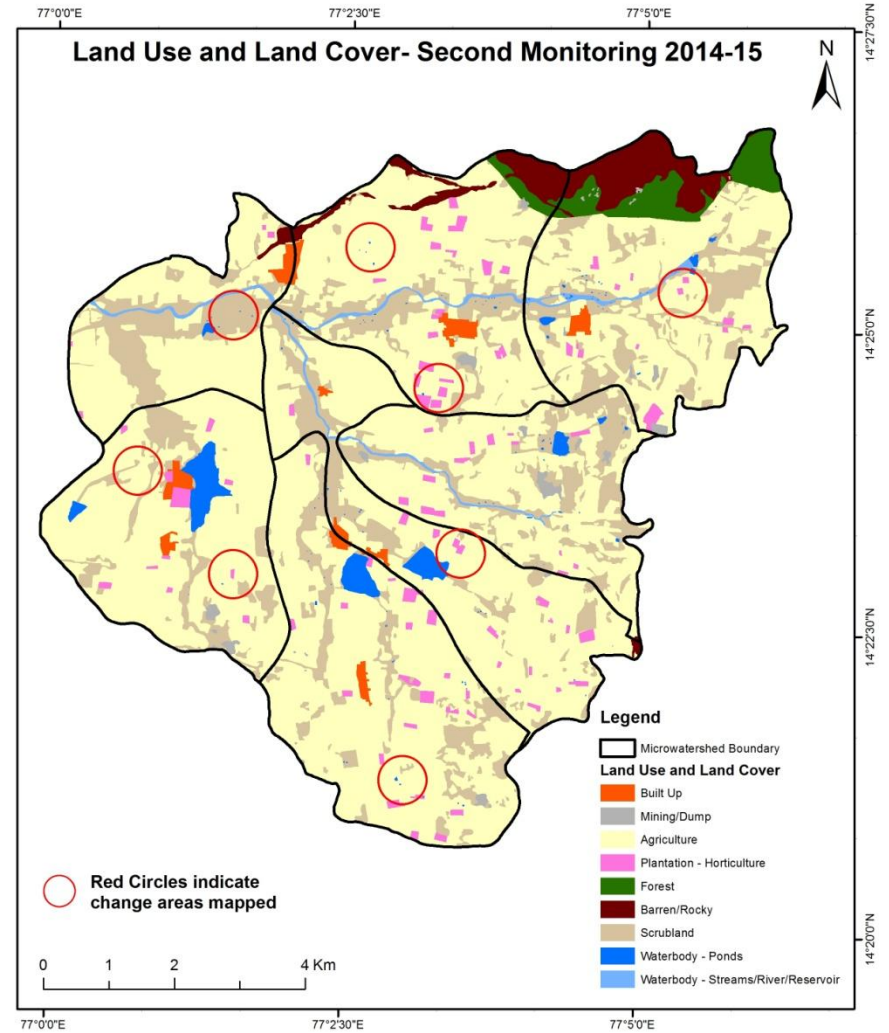 77°0'0"E
77°2'30"E
77°5'0"E
14°27'30"N
Land Use and Land Cover- Second Monitoring 2014-15
N
14°25'0"N
14°22'30"N
14°20'0"N
Legend
Microwatershed Boundary
Land Use and Land Cover
Built Up
Mining/Dump
Agriculture
Plantation - Horticulture
Forest
Barren/Rocky
Scrubland
Waterbody - Ponds
Waterbody - Streams/River/Reservoir
Red Circles indicate
change areas mapped
0 1 2 4 Km
77°0'0"E
77°2'30"E
77°5'0"E